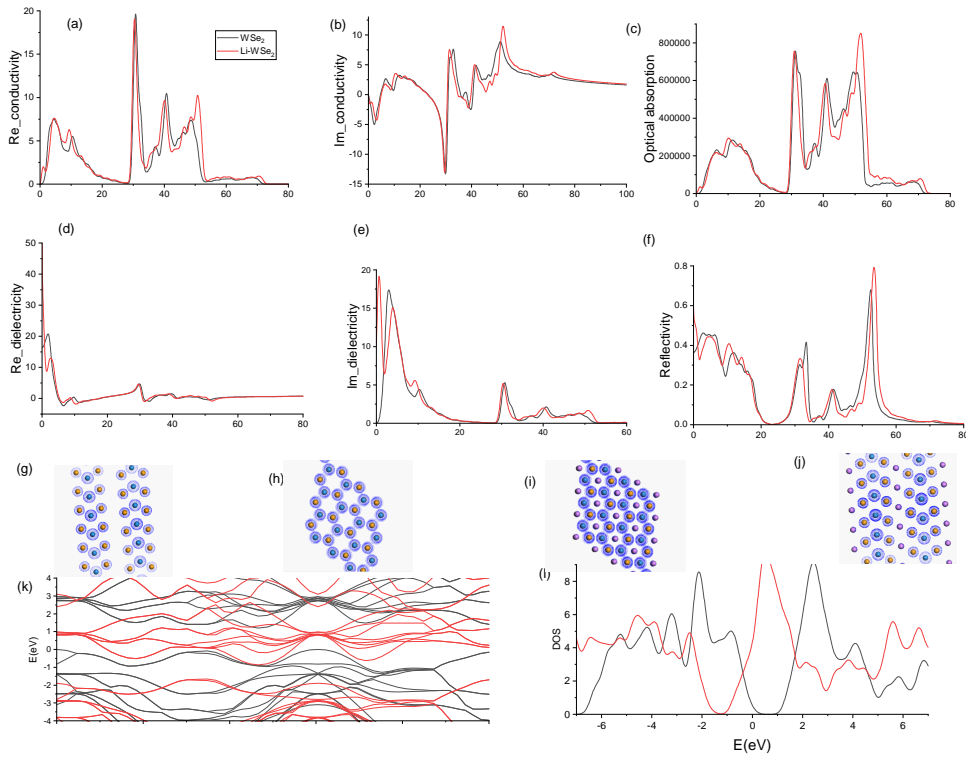 (a)
WSe₂
Li-WSe₂
Re_conductivity
20
15
10
5
0
0 20 40 60 80
(b)
Im_conductivity
10
5
0
-5
-10
-15
0 20 40 60 80 100
(c)
Optical absorption
800000
600000
400000
200000
0
0 20 40 60 80
(d)
Re_dielectricity
50
40
30
20
10
0
0 20 40 60 80
(e)
Im_dielectricity
20
15
10
5
0
0 20 40 60
(f)
Reflectivity
0.8
0.6
0.4
0.2
0.0
0 20 40 60 80
(g)
(h)
(i)
(j)
(k)
E(eV)
4
3
2
1
0
-1
-2
-3
-4
DOS
8
6
4
2
0
-6 -4 -2 0 2 4 6
E(eV)